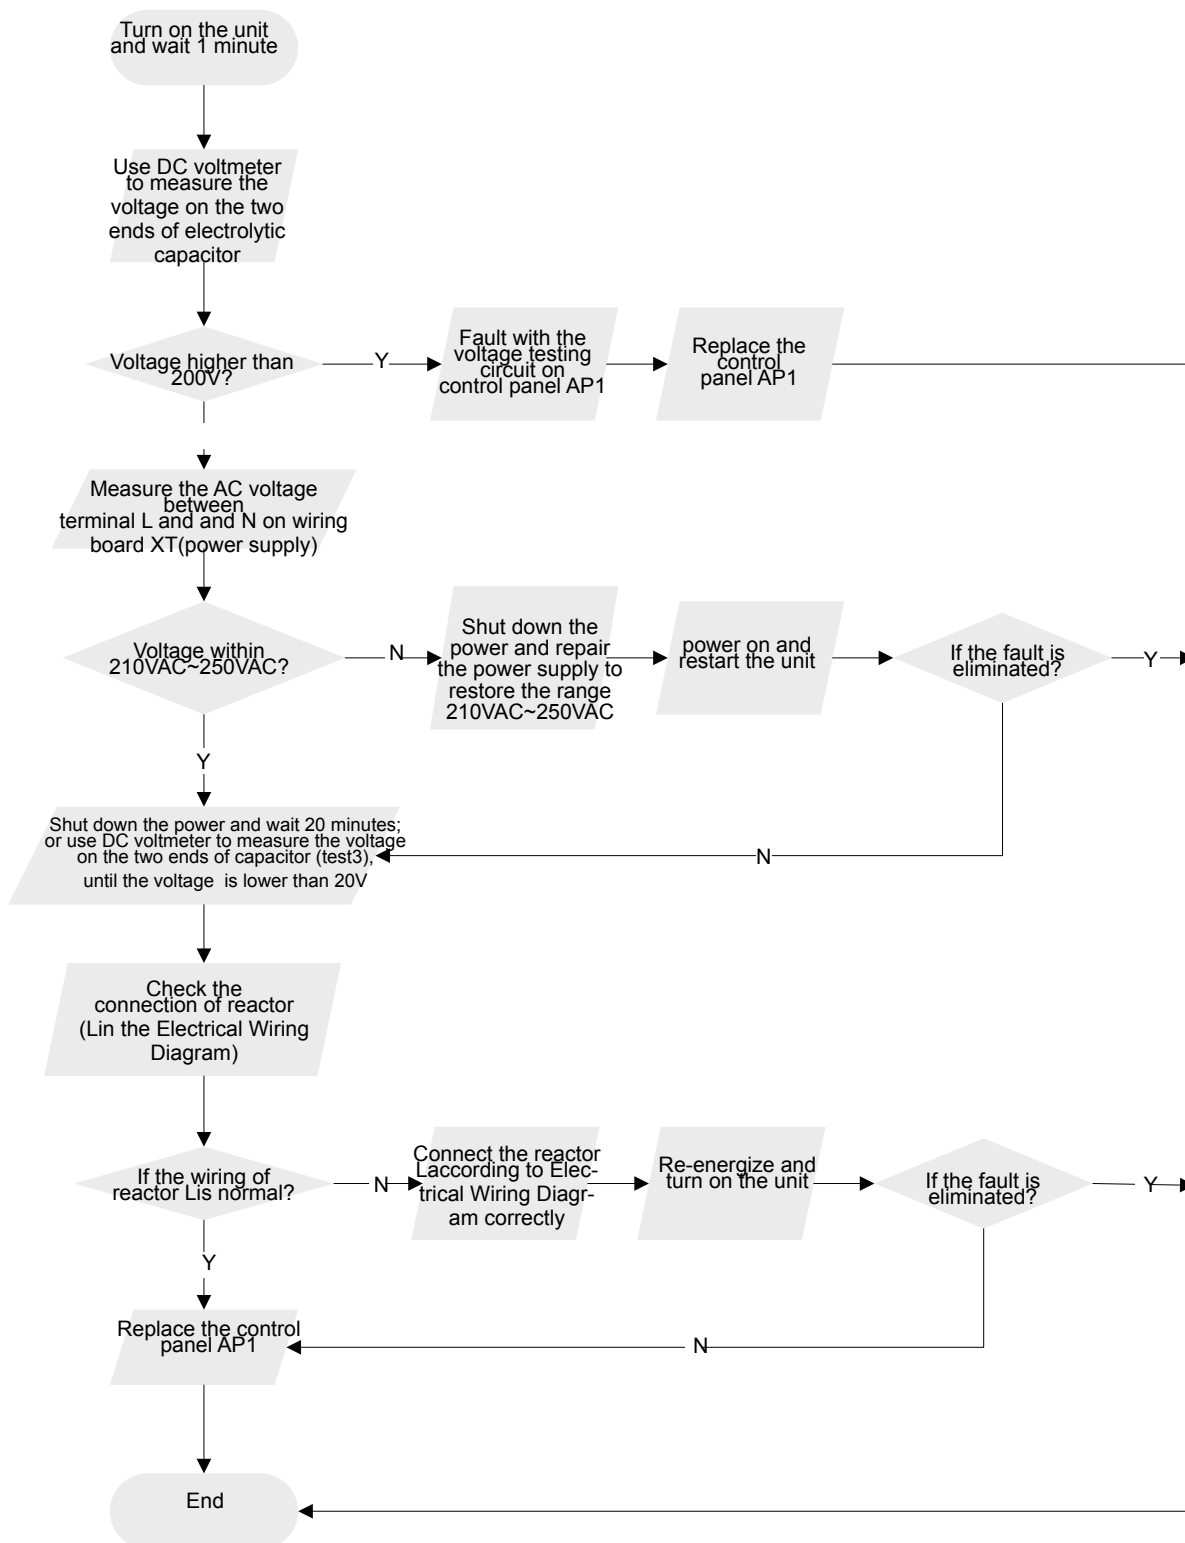 Turn on the unit
and wait 1 minute
Use DC voltmeter
to measure the
voltage on the two
ends of electrolytic
capacitor
Voltage higher than
200V?
Y
Fault with the
voltage testing
circuit on
control panel AP1
Replace the
control
panel AP1
Measure the AC voltage
between
terminal L and and N on wiring
board XT(power supply)
Voltage within
210VAC~250VAC?
N
Shut down the
power and repair
the power supply to
restore the range
210VAC~250VAC
power on and
restart the unit
If the fault is
eliminated?
Y
Y
Shut down the power and wait 20 minutes;
or use DC voltmeter to measure the voltage
on the two ends of capacitor (test3),
until the voltage is lower than 20V
N
Check the
connection of reactor
(Lin the Electrical Wiring
Diagram)
If the wiring of
reactor Lis normal?
N
Connect the reactor
Laccording to Elec-
trical Wiring Diagr-
am correctly
Re-energize and
turn on the unit
If the fault is
eliminated?
Y
Y
Replace the control
panel AP1
N
End